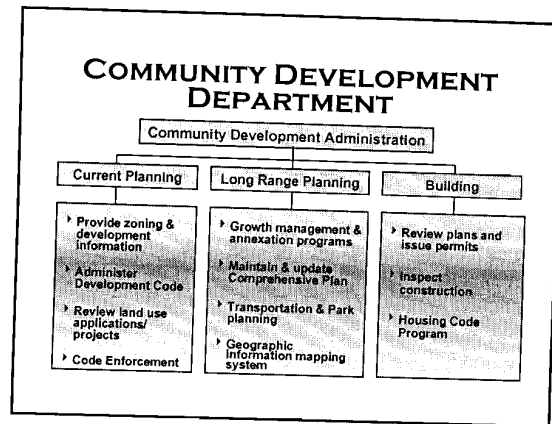 COMMUNITY DEVELOPMENT
DEPARTMENT
Community Development Administration
Current Planning
Provide zoning &
development
information
Administer
Development Code
Review land use
applications/
projects
Code Enforcement
Long Range Planning
Growth management &
annexation programs
Maintain & update
Comprehensive Plan
Transportation & Park
planning
Geographic
Information mapping
system
Building
Review plans and
issue permits
Inspect
construction
Housing Code
Program